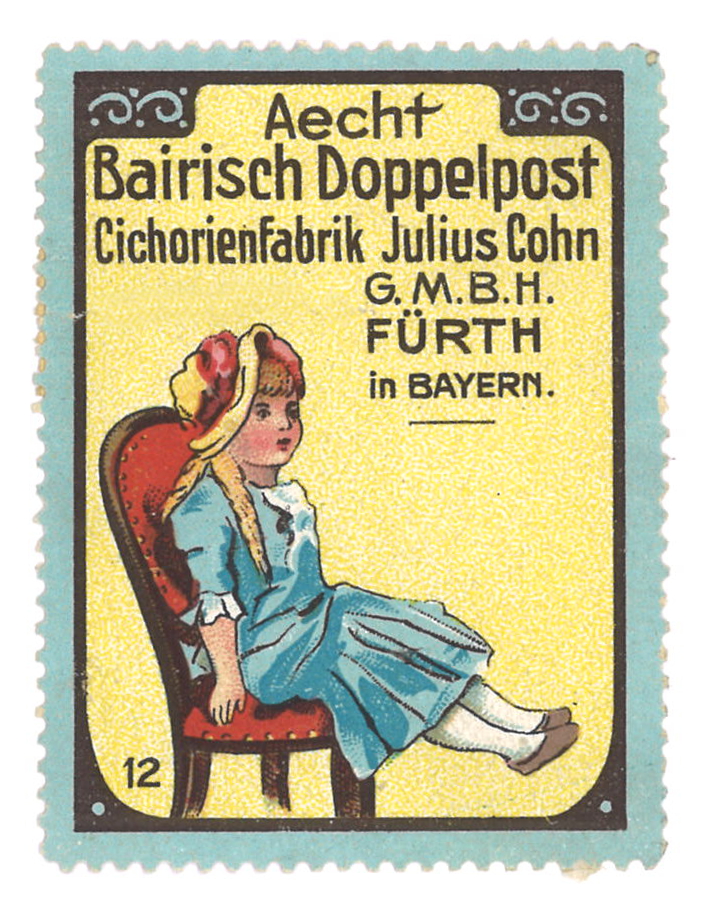 Aecht
Bairisch Doppelpost
Cichorienfabrik Julius Cohn
G.M.B.H.
FÜRTH
in BAYERN.
12